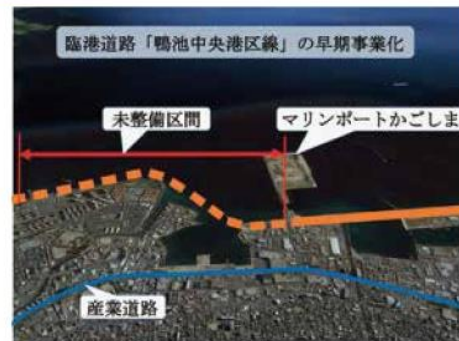 臨港道路「鴨池中央港区線」の早期事業化
未整備区間
マリンポートかごしま
産業道路